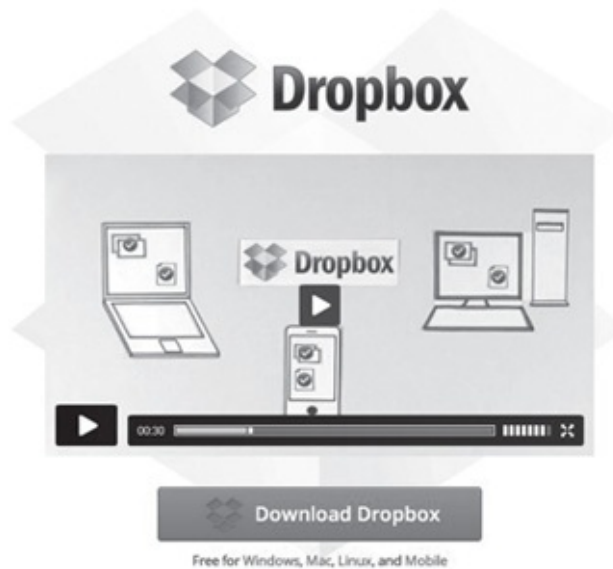 Dropbox
Dropbox
00:30
Download Dropbox
Free for Windows, Mac, Linux, and Mobile